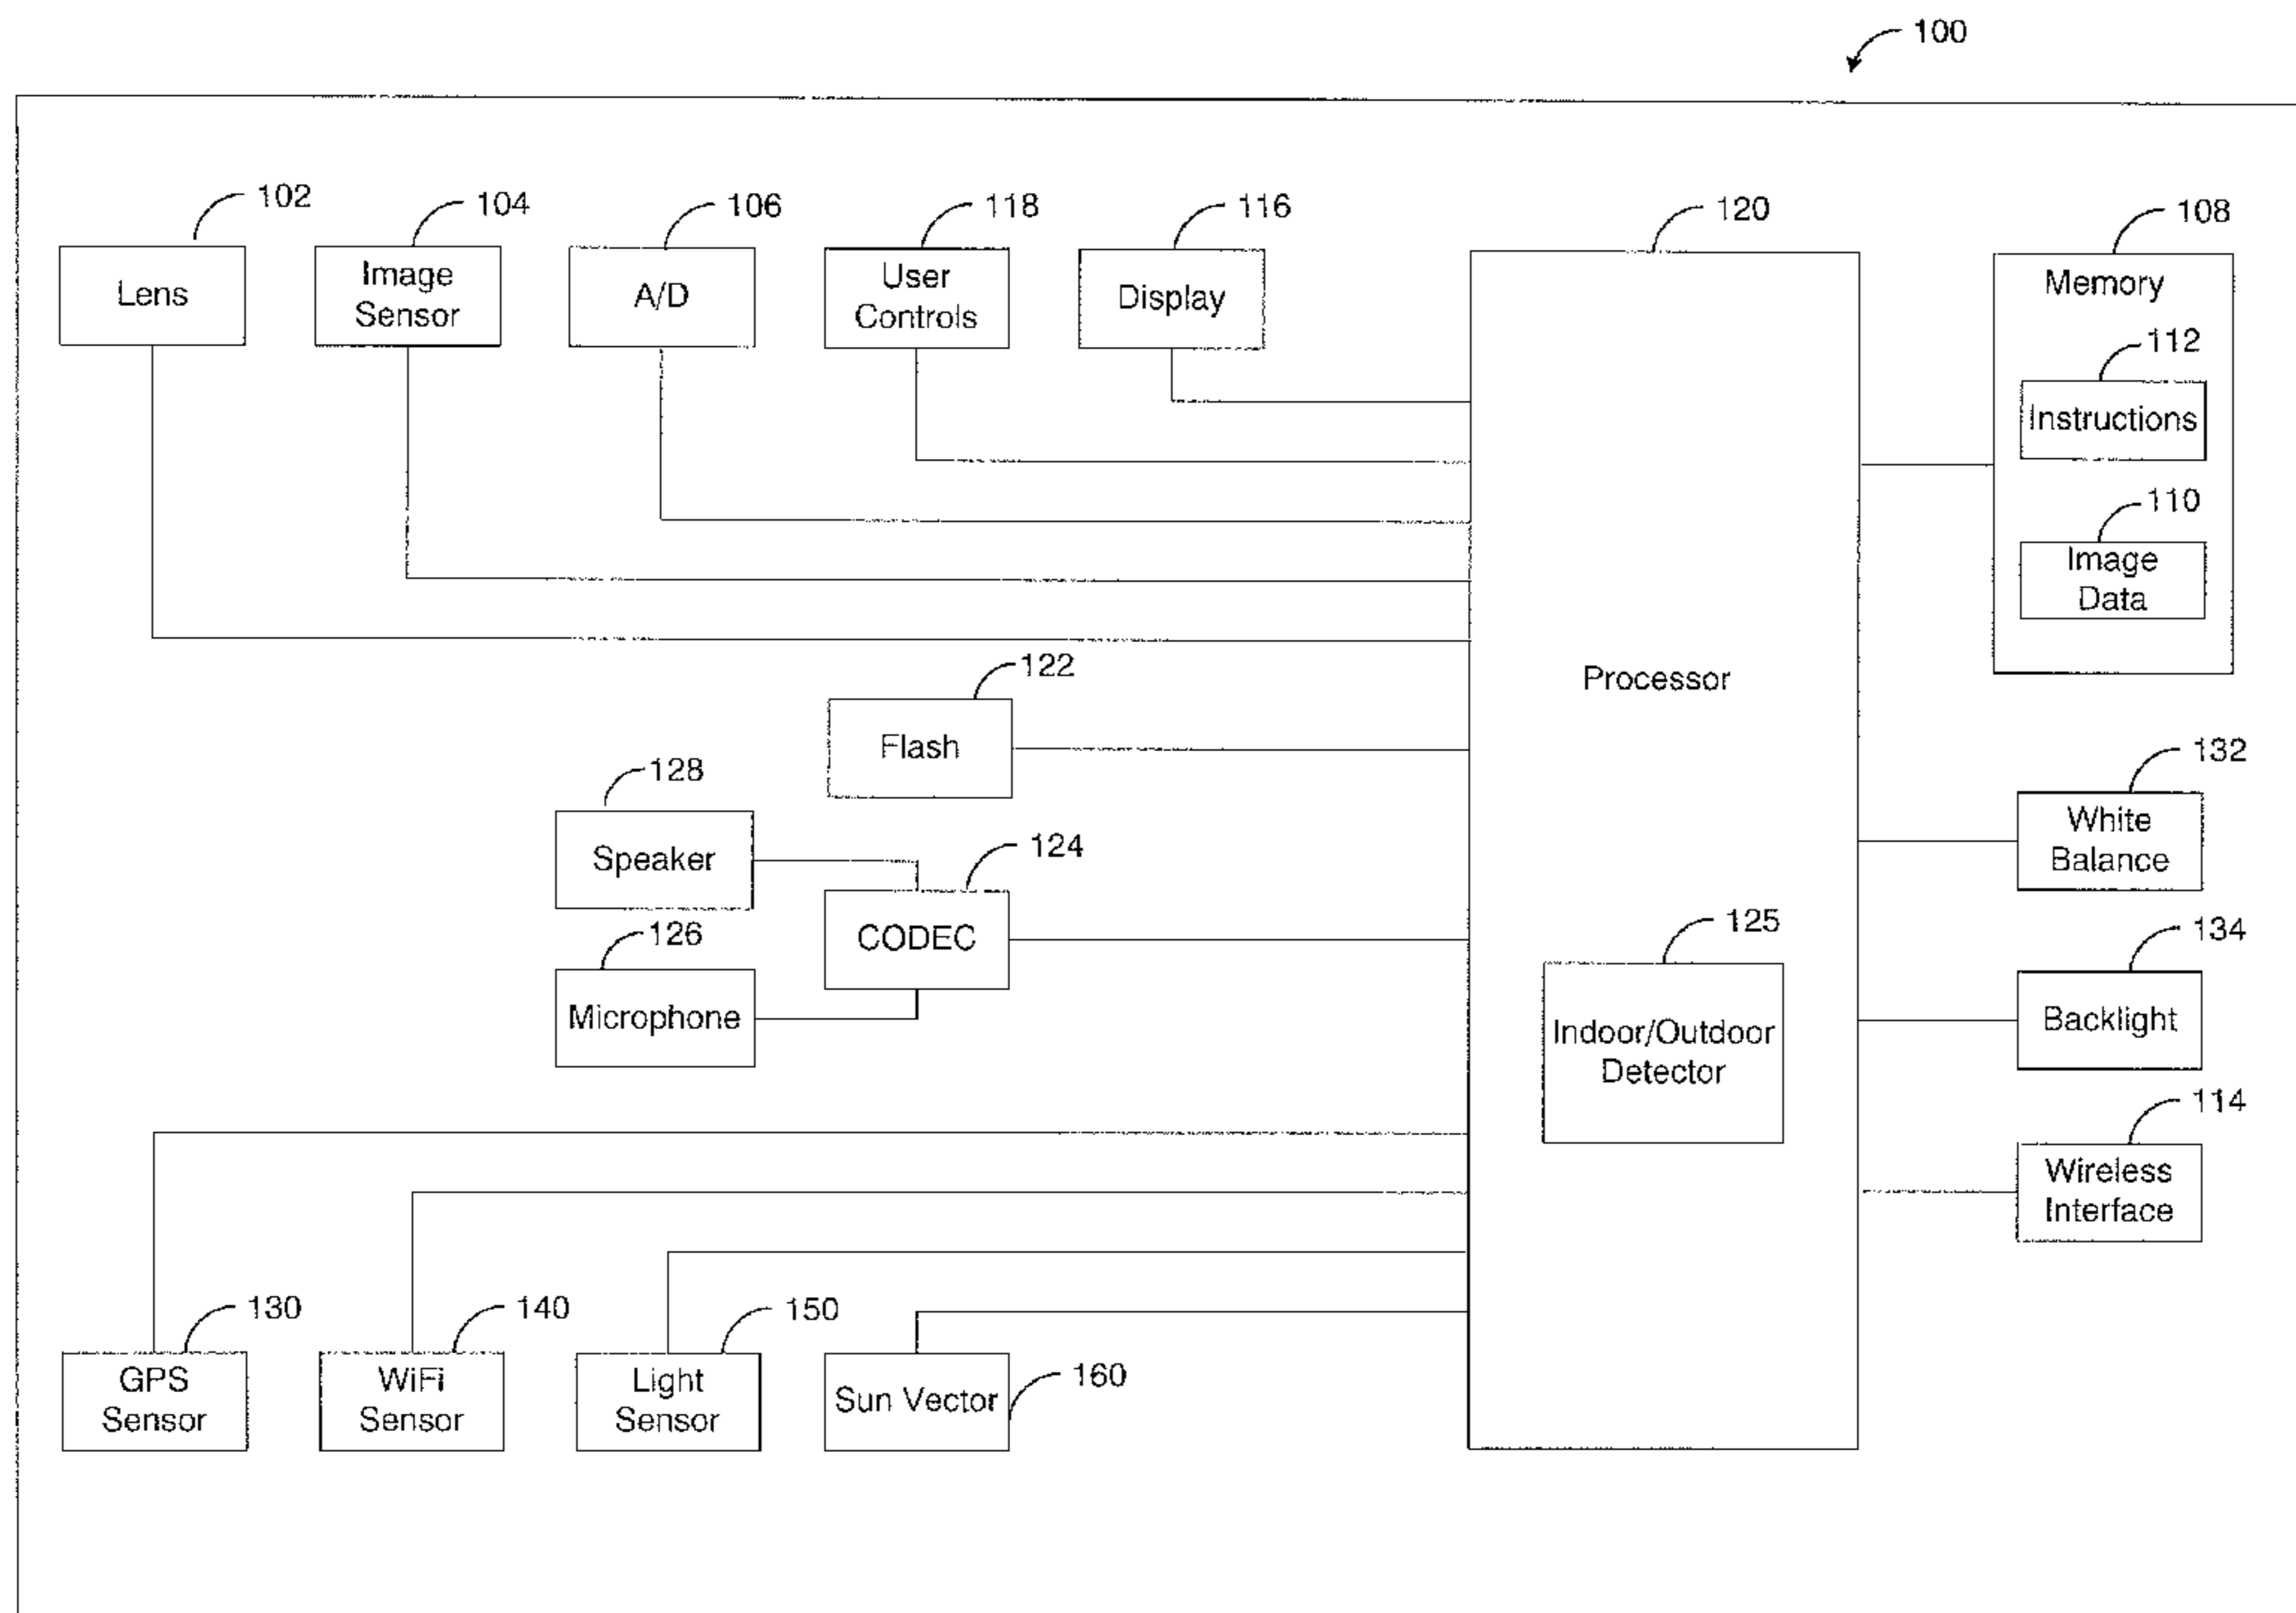 100
102
104
106
118
116
120
108
Lens
Image
Sensor
A/D
User
Controls
Display
Memory
112
Instructions
110
Image
Data
Processor
122
Flash
128
Speaker
124
CODEC
126
Microphone
125
Indoor/Outdoor
Detector
132
White
Balance
134
Backlight
114
Wireless
Interface
130
GPS
Sensor
140
WiFi
Sensor
150
Light
Sensor
160
Sun Vector